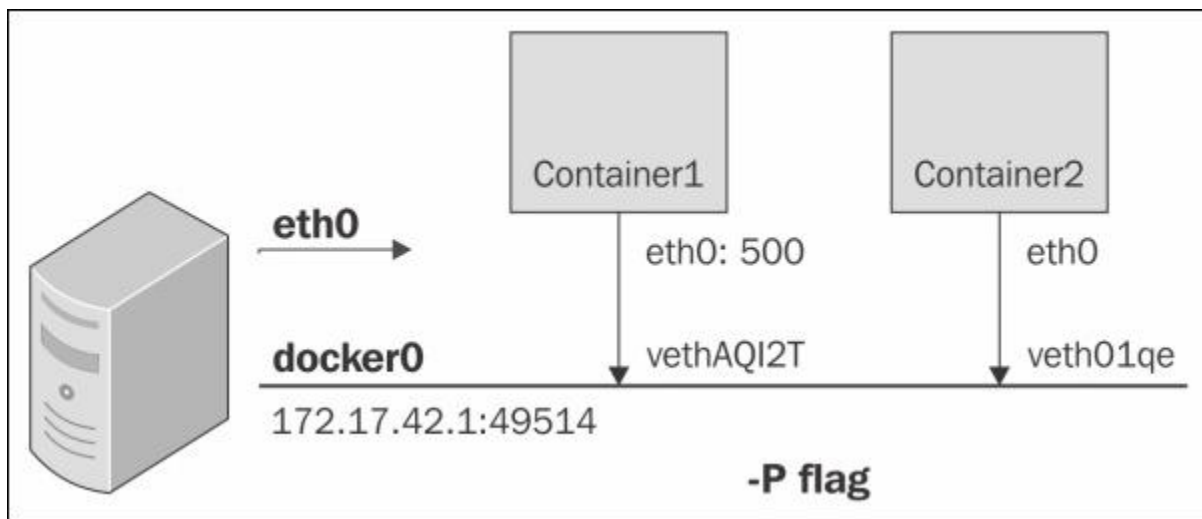 Container1
Container2
eth0
eth0: 500
eth0
docker0
vethAQI2T
veth01qe
172.17.42.1:49514
-P flag